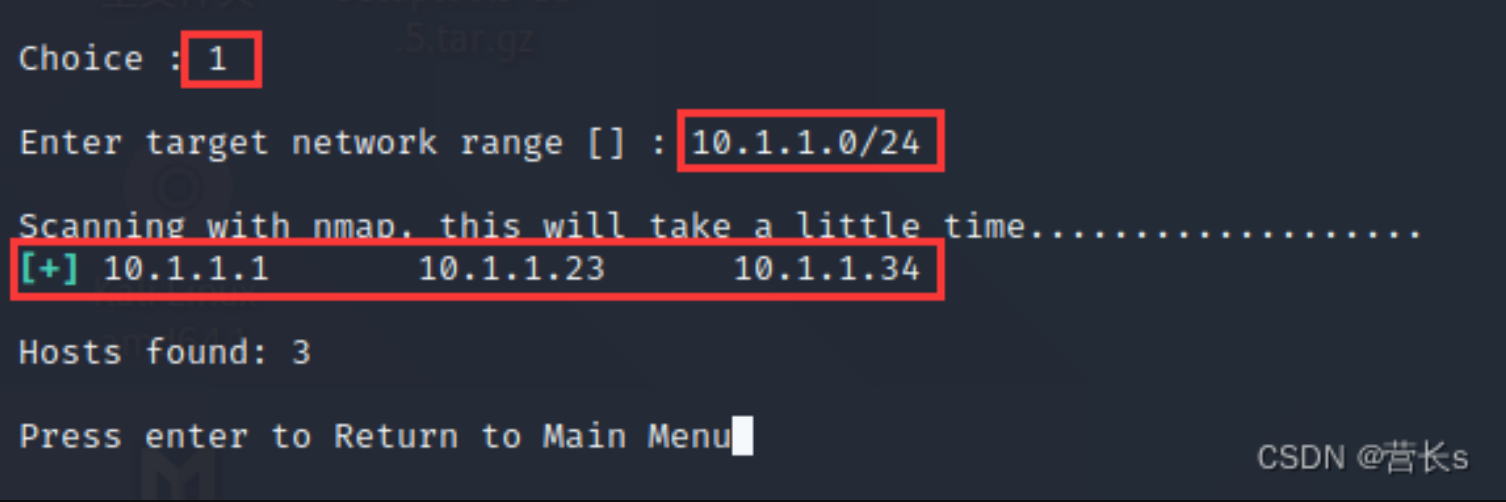 .5.tar.gz
Choice : 1
Enter target network range [] : 10.1.1.0/24
Scanning with nmap, this will take a little time...................
[+] 10.1.1.1 10.1.1.23 10.1.1.34
Kali Linux
Hosts found: 3
Press enter to Return to Main Menu
CSDN @营长s